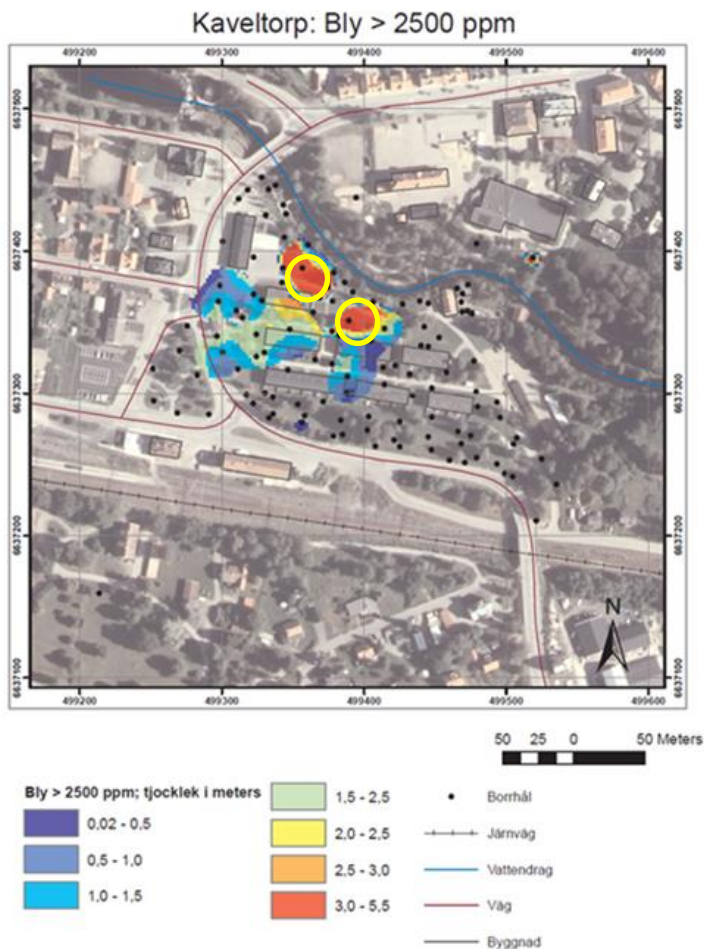 Kaveltorp: Bly > 2500 ppm
499200 499300 499400 499500 499600
6637500 6637500
6637400 6637400
6637300 6637300
6637200 6637200
6637100 6637100
N
499200 499300 499400 499500 499600
50 25 0 50 Meters
Bly > 2500 ppm; tjocklek i meters
0,02 - 0,5
0,5 - 1,0
1,0 - 1,5
1,5 - 2,5
2,0 - 2,5
2,5 - 3,0
3,0 - 5,5
Borrhål
Järnväg
Vattendrag
Väg
Byggnad